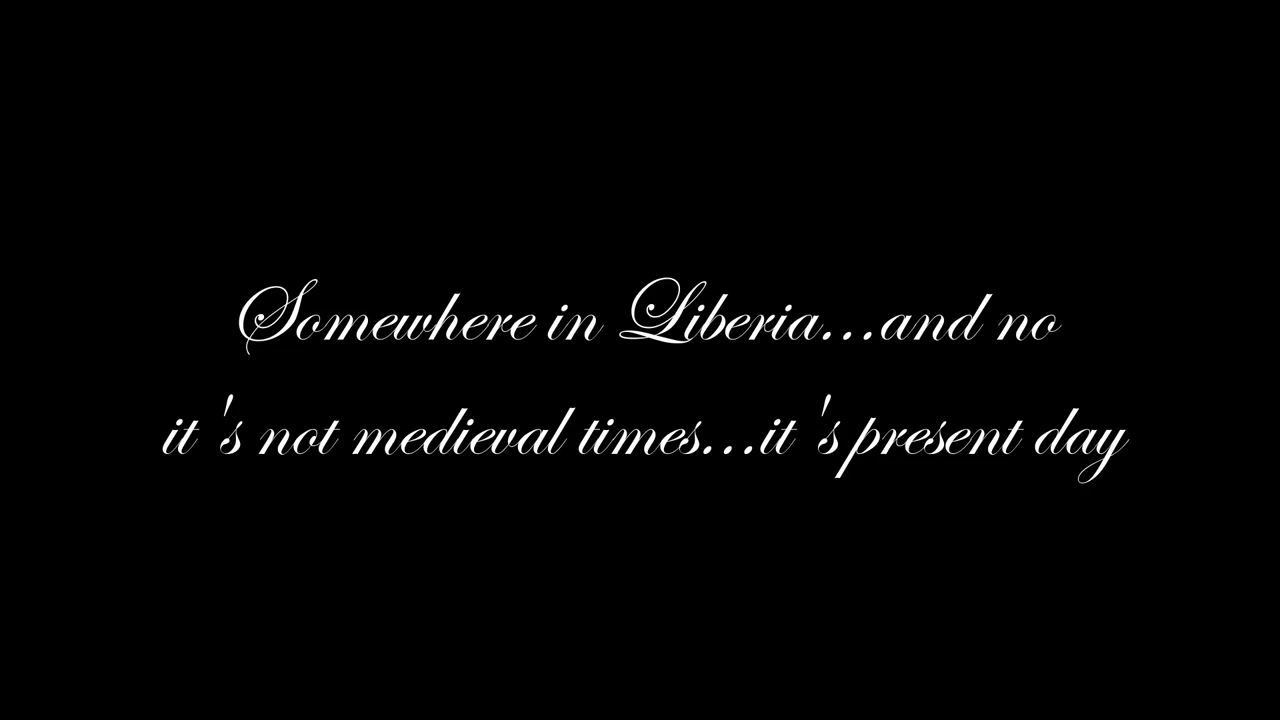 Somewhere in Liberia...and no
it's not medieval times...it's present day